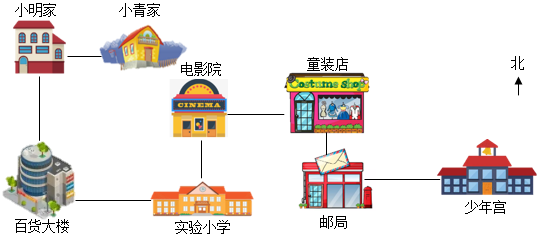 小明家
小青家
电影院
童装店
北
CINEMA
Costume Shop
百货大楼
实验小学
邮局
少年宫